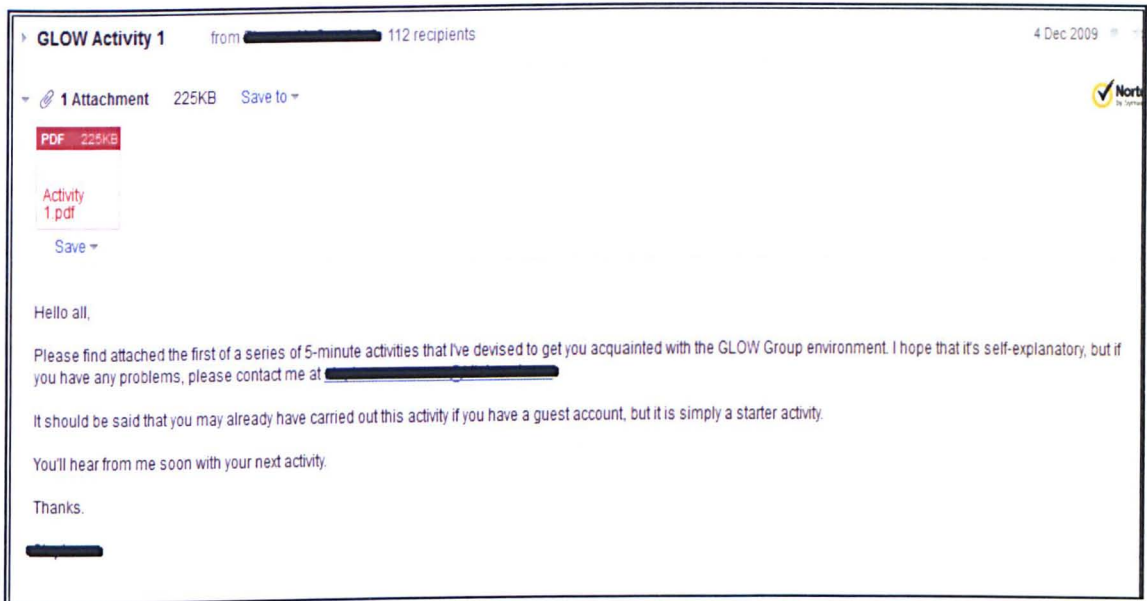 GLOW Activity 1 from 112 recipients 4 Dec 2009
1 Attachment 225KB Save to
PDF 225KB
Activity
1.pdf
Save
Hello all,
Please find attached the first of a series of 5-minute activities that I've devised to get you acquainted with the GLOW Group environment. I hope that it's self-explanatory, but if
you have any problems, please contact me at
It should be said that you may already have carried out this activity if you have a guest account, but it is simply a starter activity.
You'll hear from me soon with your next activity.
Thanks.